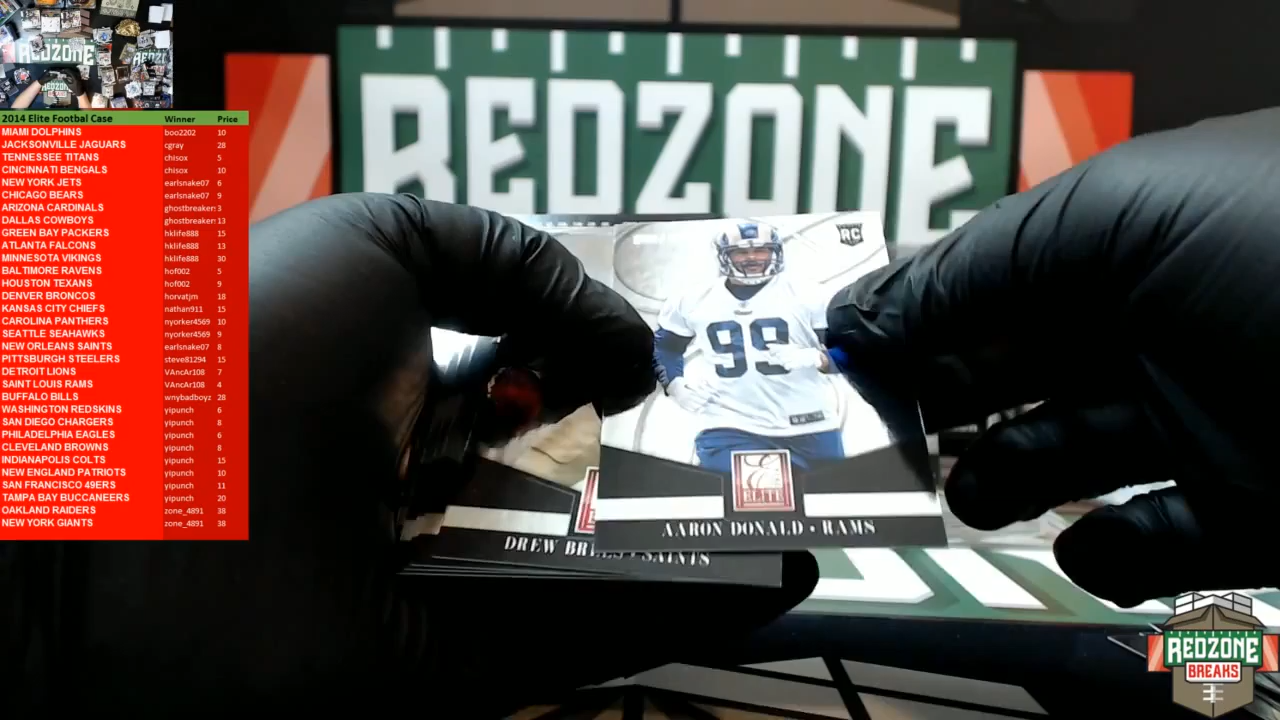 REDZONE
2014 Elite Footbal Case Winner Price
MIAMI DOLPHINS boo2202 10
JACKSONVILLE JAGUARS cgray 28
TENNESSEE TITANS chisox 5
CINCINNATI BENGALS chisox 10
NEW YORK JETS earlsnake07 6
CHICAGO BEARS earlsnake07 9
ARIZONA CARDINALS ghostbreaker 3
DALLAS COWBOYS ghostbreaker 13
GREEN BAY PACKERS hklife888 15
ATLANTA FALCONS hklife888 13
MINNESOTA VIKINGS hklife888 30
BALTIMORE RAVENS hof002 5
HOUSTON TEXANS hof002 9
DENVER BRONCOS horvatjm 18
KANSAS CITY CHIEFS nathan911 15
CAROLINA PANTHERS nyorker4569 10
SEATTLE SEAHAWKS nyorker4569 9
NEW ORLEANS SAINTS earlsnake07 8
PITTSBURGH STEELERS steve81294 15
DETROIT LIONS VAncAr108 7
SAINT LOUIS RAMS VAncAr108 4
BUFFALO BILLS wnybadboyz 28
WASHINGTON REDSKINS yipunch 6
SAN DIEGO CHARGERS yipunch 8
PHILADELPHIA EAGLES yipunch 6
CLEVELAND BROWNS yipunch 8
INDIANAPOLIS COLTS yipunch 15
NEW ENGLAND PATRIOTS yipunch 10
SAN FRANCISCO 49ERS yipunch 11
TAMPA BAY BUCCANEERS yipunch 20
OAKLAND RAIDERS zone_4891 38
NEW YORK GIANTS zone_4891 38
REDZONE
RC
99
ELITE
AARON DONALD • RAMS
DREW BREES • SAINTS
REDZONE
BREAKS